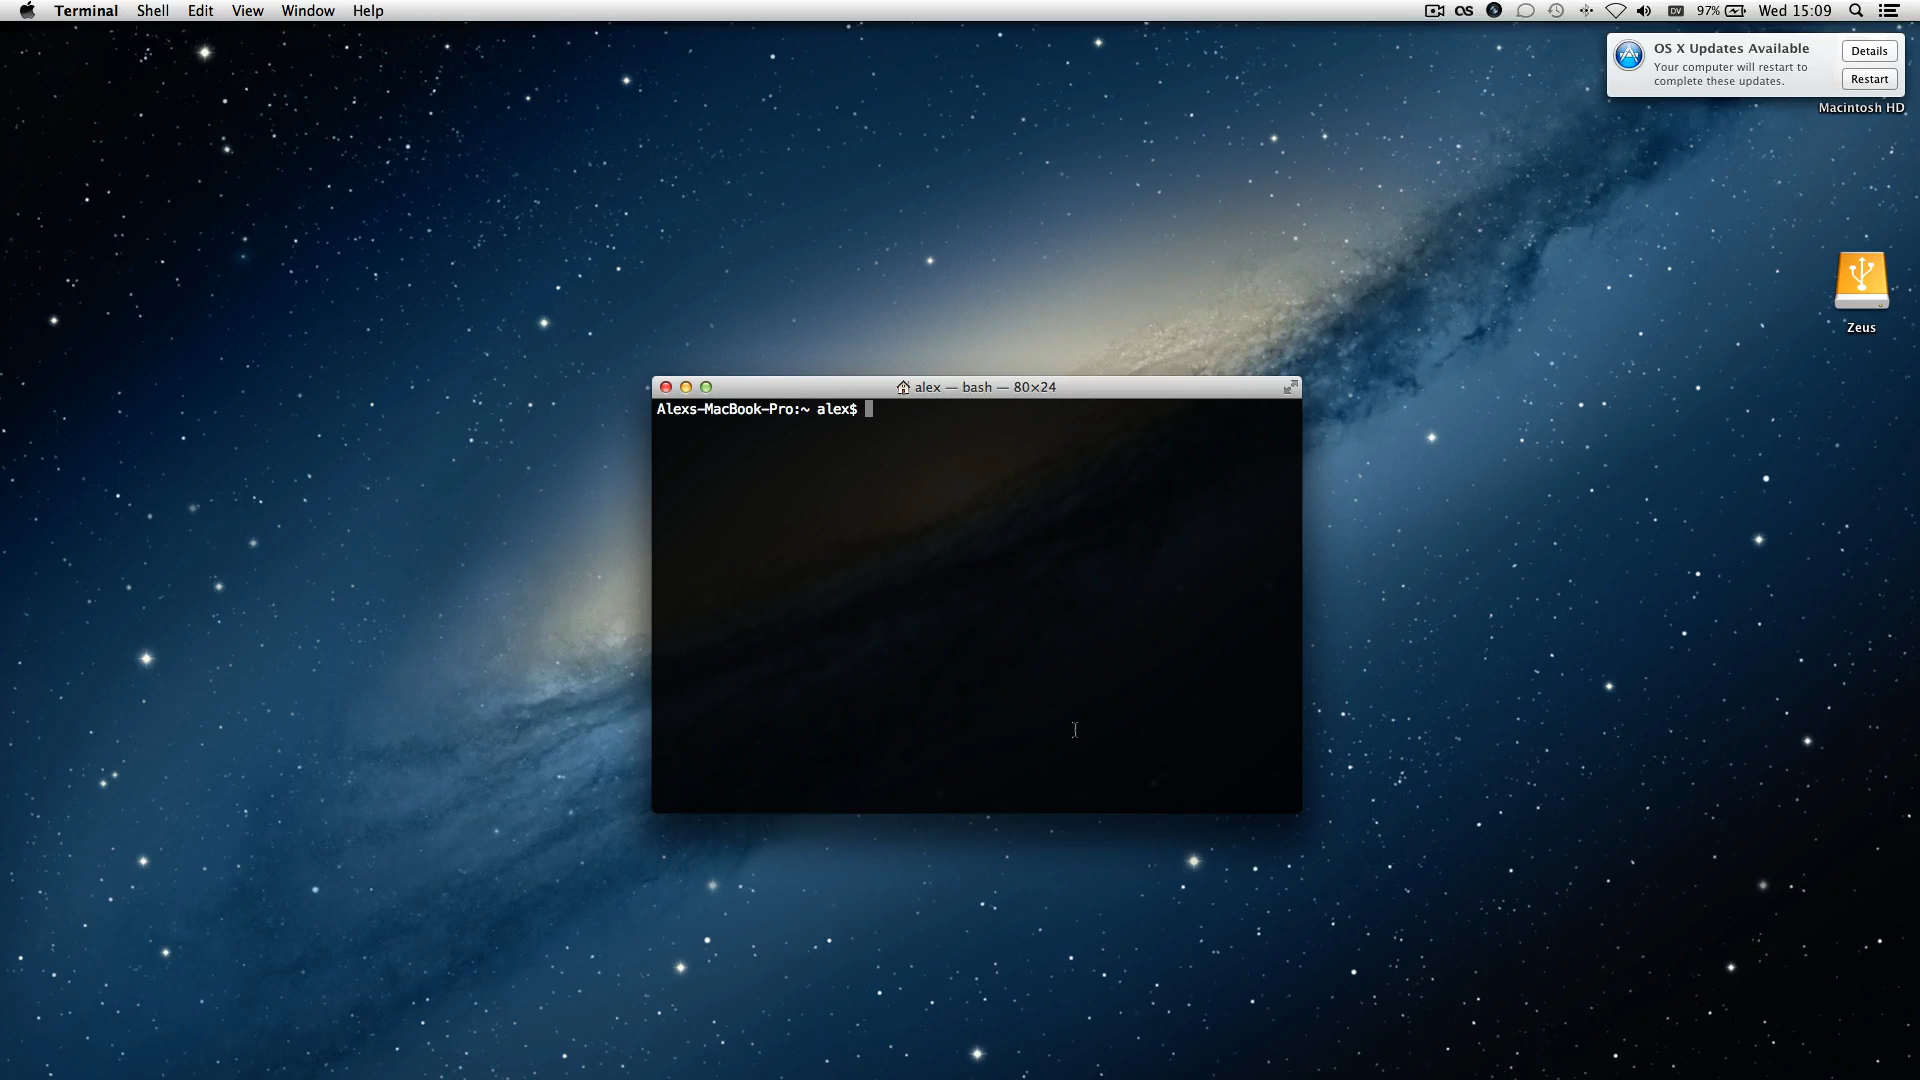 Terminal Shell Edit View Window Help
DV 97% Wed 15:09
OS X Updates Available
Your computer will restart to
complete these updates.
Details
Restart
Macintosh HD
Zeus
alex — bash — 80×24
Alexs-MacBook-Pro:~ alex$